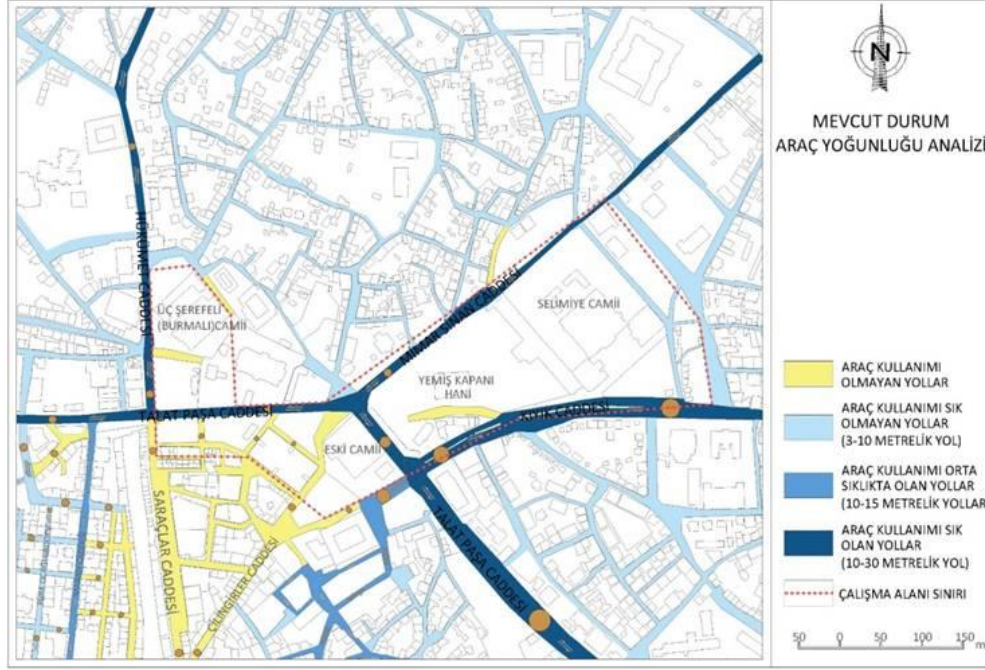 N
MEVCUT DURUM
ARAÇ YOĞUNLUĞU ANALİZİ
HÜKÜMET CADDESİ
ÜÇ ŞEREFELİ
(BURMALI)CAMİİ
MİMAR SİNAN CADDESİ
SELİMİYE CAMİİ
YEMİŞ KAPANI
HANI
TALAT PAŞA CADDESİ
KIYIK CADDESİ
ESKİ CAMİİ
SARAÇLAR CADDESİ
ÇİLİNGİRLER CADDESİ
TALAT PAŞA CADDESİ
ARAÇ KULLANIMI
OLMAYAN YOLLAR
ARAÇ KULLANIMI SIK
OLMAYAN YOLLAR
(3-10 METRELİK YOL)
ARAÇ KULLANIMI ORTA
SIKLIKTA OLAN YOLLAR
(10-15 METRELİK YOLLAR)
ARAÇ KULLANIMI SIK
OLAN YOLLAR
(10-30 METRELİK YOL)
ÇALIŞMA ALANI SINIRI
50 0 50 100 150 m